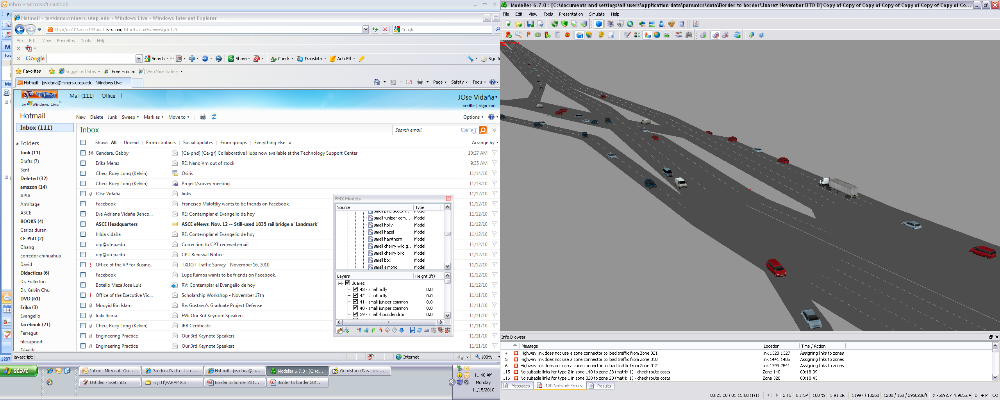 Inbox - Microsoft Outlook
Hotmail - jovidana@miners.utep.edu - Windows Live - Windows Internet Explorer
http://co103w.col103.mail.live.com/default.aspx?wa=wsignin1.0
Google
File Edit View Favorites Tools Help
Google Search Share Check Translate AutoFill Sign In
Favorites Suggested Sites Free Hotmail Web Slice Gallery
Hotmail - jovidana@miners.utep.edu - Windows Live
Page Safety Tools
UTEP
by Windows Live™
Mail (111) Office
JOse Vidaña
profile | sign out
Hotmail
New Delete Junk Sweep Mark as Move to
Options
Inbox (111)
Inbox
Search email bing
Folders
Junk (11)
Drafts (7)
Sent
Deleted (32)
amazon (14)
APIA
Armitage
ASCE
BOOKS (4)
Carlos duran
CE-PhD (2)
Chang
corredor chihuahua
David
Didacticas (6)
Dr. Fullerton
Dr. Kelvin Chu
DVD (61)
Erika (3)
Evangelio
facebook (21)
Ferregut
filesupoort
Friends
Show: All Unread From contacts Social updates From groups Everything else «
Arrange by
Gandara, Gabby [Ce-phd] [Ce-gr] Collaborative Hubs now available at the Technology Support Center 10:27 AM
Erika Meraz RE: Nano Vm out of stock 9:35 AM
Cheu, Ruey Long (Kelvin) Osiris 11/14/10
Cheu, Ruey Long (Kelvin) Project/survey meeting 11/13/10
JOse Vidaña links 11/12/10
Facebook Francisco Malottky wants to be friends on Facebook. 11/12/10
Eva Adriana Vidaña Benco... RE: Contemplar el Evangelio de hoy 11/12/10
ASCE Headquarters ASCE eNews, Nov. 12 -- Still-used 1835 rail bridge a 'Landmark' 11/12/10
hilda vidaña RE: Contemplar el Evangelio de hoy 11/12/10
oip@utep.edu Correction to CPT renewal email 11/12/10
oip@utep.edu CPT Renewal Notice 11/12/10
Office of the VP for Busine... TXDOT Traffic Survey - November 16, 2010 11/12/10
Facebook Lupe Ramos wants to be friends on Facebook. 11/12/10
Botello Meza Jose Luis RV: Contemplar el Evangelio de hoy 11/12/10
Office of the Executive Vic... Scholarship Workshop - November 17th 11/11/10
Mouyid Bin Islam Re: Gustavo's Graduate Project Defense 11/11/10
Iraki Ibarra FW: Our 3rd Keynote Speakers 11/11/10
Cheu, Ruey Long (Kelvin) IRB Certificate 11/11/10
Engineering Practice Our 3rd Keynote Speakers 11/11/10
Engineering Practice Our 3rd Keynote Speakers 11/11/10
PMX Models
Source Type
small juniper com... Model
small holly Model
small hazel Model
small hawthorn Model
small cherry wild g... Model
small cherry bird Model
small box Model
small almond Model
Layers Height (ft)
Juarez
43 - small holly 0.0
42 - small holly 0.0
41 - small juniper common 0.0
40 - small juniper common 0.0
39 - small rhododendron 0.0
1287
javascript:;
Internet
100%
start
Inbox - Microsoft Out...
Pandora Radio - Liste...
Hotmail - jovidana@m...
Modeller 6.7.0 : [C:\d...
Quadstone Paramics ...
Untitled - SketchUp
F:\TTI\PARAMICS
Border to border 201...
Border to border 201...
11:40 AM
Monday
11/15/2010
Modeller 6.7.0 : [C:\documents and settings\all users\application data\paramics\data\Border to border\Juarez November BTO B] Copy of Copy of Copy of Copy of Copy of Copy of Copy of Co...
File Edit View Tools Presentation Simulate Help
Info Browser
Message Location Time / Action
4 Highway link does not use a zone connector to load traffic from Zone 021 link 1328:1327 Assigning links to zones
5 Highway link does not use a zone connector to load traffic from Zone 010 link 1441:1405 Assigning links to zones
6 Highway link does not use a zone connector to load traffic from Zone 012 link 1799:2541 Assigning links to zones
115 No suitable links for type 2 in zone 140 to zone 23 (matrix 1) - check route costs Zone 140 00:18:39
116 No suitable links for type 1 in zone 320 to zone 23 (matrix 1) - check route costs Zone 320 00:18:43
Messages 130 Network Errors Results
00:21:20 / 01:15:00 (1/1) 2 TS 0 ITSP 100 % 1.91 xRT 11997 / 13260 1280 / 158 / 2960236ft X:-5692.7 Y:9655.4 DF + P CO